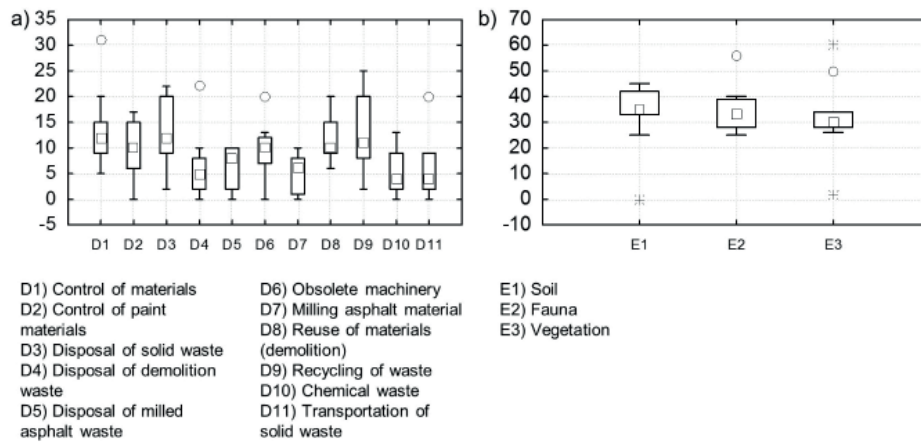 a)
35
30
25
20
15
10
5
0
-5
D1 D2 D3 D4 D5 D6 D7 D8 D9 D10 D11
b)
70
60
50
40
30
20
10
0
-10
E1 E2 E3
D1) Control of materials
D2) Control of paint
materials
D3) Disposal of solid waste
D4) Disposal of demolition
waste
D5) Disposal of milled
asphalt waste
D6) Obsolete machinery
D7) Milling asphalt material
D8) Reuse of materials
(demolition)
D9) Recycling of waste
D10) Chemical waste
D11) Transportation of
solid waste
E1) Soil
E2) Fauna
E3) Vegetation